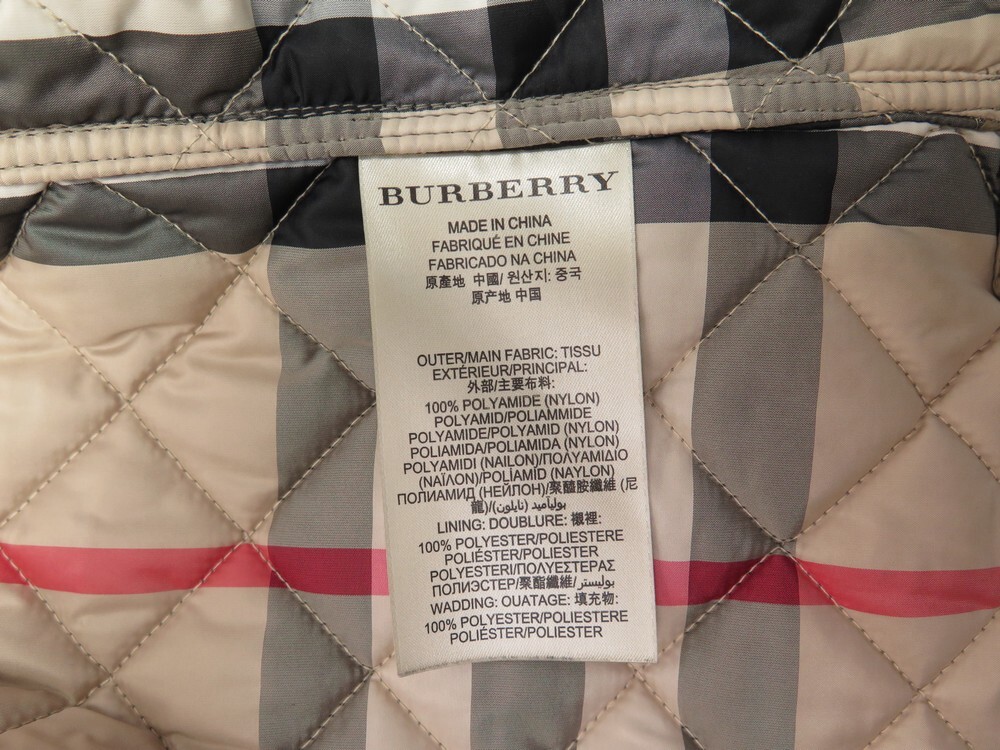 BURBERRY
MADE IN CHINA
FABRIQUÉ EN CHINE
FABRICADO NA CHINA
原產地 中國/ 원산지: 중국
原产地 中国
OUTER/MAIN FABRIC: TISSU
EXTÉRIEUR/PRINCIPAL:
外部/主要布料:
100% POLYAMIDE (NYLON)
POLYAMID/POLIAMMIDE
POLYAMIDE/POLYAMID (NYLON)
POLIAMIDA/POLIAMIDA (NYLON)
POLYAMIDI (NAILON)/ΠΟΛΥΑΜΙΔΙΟ
(ΝΑΪΛΟΝ)/POLİAMİD (NAYLON)
ПОЛИАМИД (НЕЙЛОН)/聚醯胺纖維 (尼
龍)/بولياميد (نايلون)
LINING: DOUBLURE: 襯裡:
100% POLYESTER/POLIESTERE
POLIÉSTER/POLIESTER
POLYESTERI/ΠΟΛΥΕΣΤΕΡΑΣ
ПОЛИЭСТЕР/聚酯纖維/بوليستر
WADDING: OUATAGE: 填充物:
100% POLYESTER/POLIESTERE
POLIÉSTER/POLIESTER